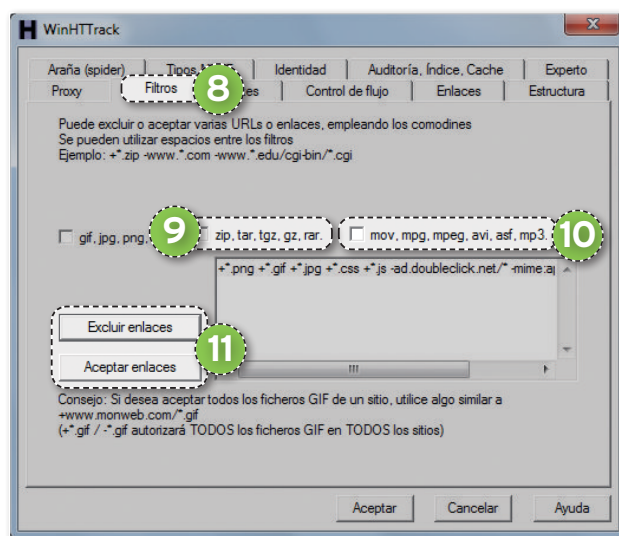 WinHTTrack
Araña (spider) Tipos Identidad Auditoría, Índice, Cache Experto
Proxy Filtros 8 Control de flujo Enlaces Estructura
Puede excluir o aceptar varias URLs o enlaces, empleando los comodines
Se pueden utilizar espacios entre los filtros
Ejemplo: +*.zip -www.*.com -www.*.edu/cgi-bin/*.cgi
gif, jpg, png, 9 zip, tar, tgz, gz, rar. mov, mpg, mpeg, avi, asf, mp3. 10
+*.png +*.gif +*.jpg +*.css +*.js -ad.doubleclick.net/* -mime:a
Excluir enlaces
11
Aceptar enlaces
Consejo: Si desea aceptar todos los ficheros GIF de un sitio, utilice algo similar a
+www.monweb.com/*.gif
(+*.gif / -*.gif autorizará TODOS los ficheros GIF en TODOS los sitios)
Aceptar Cancelar Ayuda